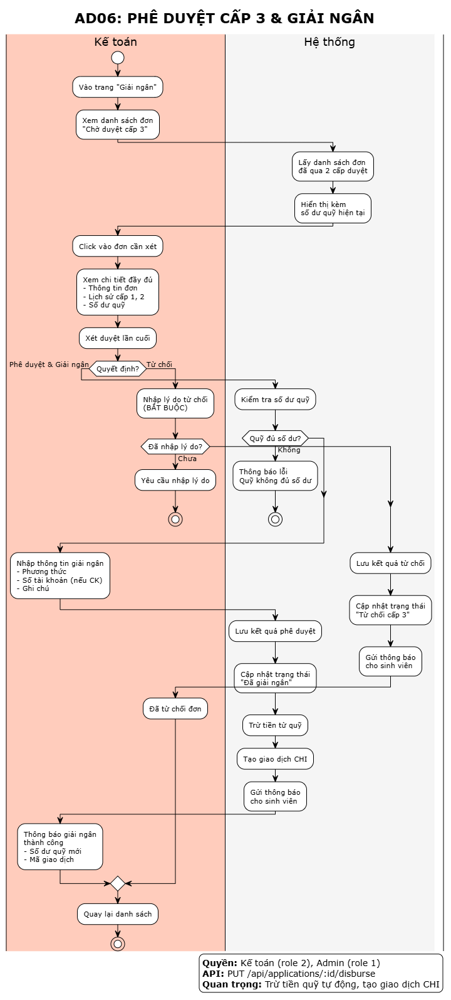 AD06: PHÊ DUYỆT CẤP 3 & GIẢI NGÂN
Kế toán
Hệ thống
Vào trang "Giải ngân"
Xem danh sách đơn
"Chờ duyệt cấp 3"
Lấy danh sách đơn
đã qua 2 cấp duyệt
Hiển thị kèm
số dư quỹ hiện tại
Click vào đơn cần xét
Xem chi tiết đầy đủ
- Thông tin đơn
- Lịch sử cấp 1, 2
- Số dư quỹ
Xét duyệt lần cuối
Phê duyệt & Giải ngân
Quyết định?
Từ chối
Nhập lý do từ chối
(BẮT BUỘC)
Kiểm tra số dư quỹ
Đã nhập lý do?
Chưa
Quỹ đủ số dư?
Không
Yêu cầu nhập lý do
Thông báo lỗi
Quỹ không đủ số dư
Nhập thông tin giải ngân
- Phương thức
- Số tài khoản (nếu CK)
- Ghi chú
Lưu kết quả từ chối
Cập nhật trạng thái
"Từ chối cấp 3"
Lưu kết quả phê duyệt
Gửi thông báo
cho sinh viên
Cập nhật trạng thái
"Đã giải ngân"
Đã từ chối đơn
Trừ tiền từ quỹ
Tạo giao dịch CHI
Gửi thông báo
cho sinh viên
Thông báo giải ngân
thành công
- Số dư quỹ mới
- Mã giao dịch
Quay lại danh sách
Quyền: Kế toán (role 2), Admin (role 1)
API: PUT /api/applications/:id/disburse
Quan trọng: Trừ tiền quỹ tự động, tạo giao dịch CHI